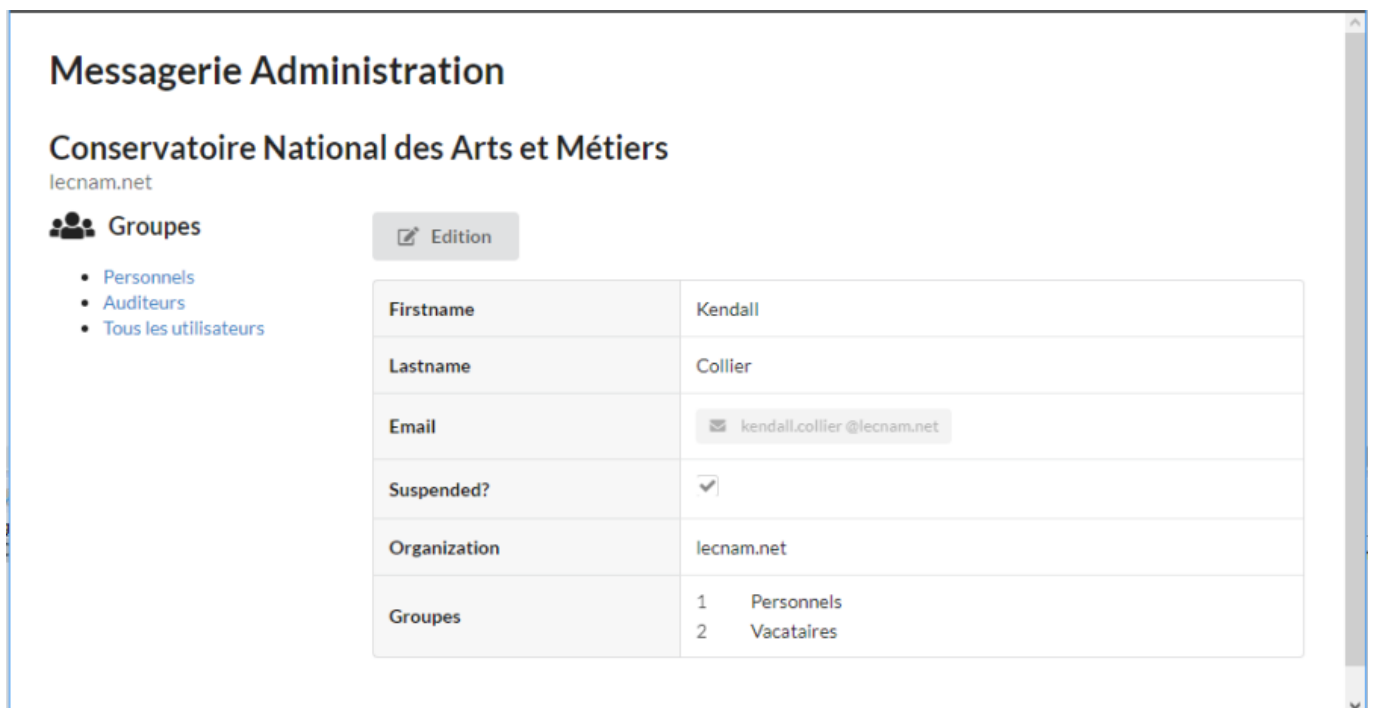 Messagerie Administration
Conservatoire National des Arts et Métiers
lecnam.net
Groupes
Personnels
Auditeurs
Tous les utilisateurs
Edition
Firstname Kendall
Lastname Collier
Email kendall.collier @lecnam.net
Suspended?
Organization lecnam.net
Groupes
1 Personnels
2 Vacataires